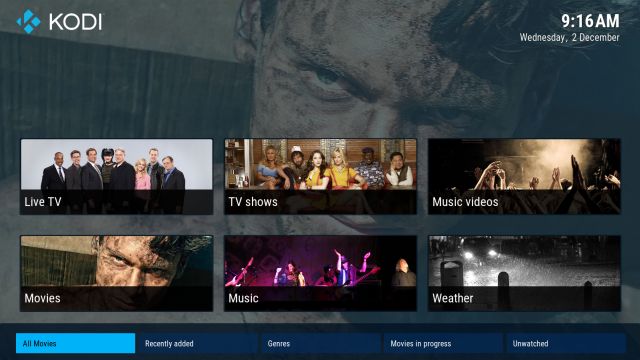 KODI
9:16AM
Wednesday, 2 December
Live TV
TV shows
Music videos
Movies
Music
Weather
All Movies
Recently added
Genres
Movies in progress
Unwatched